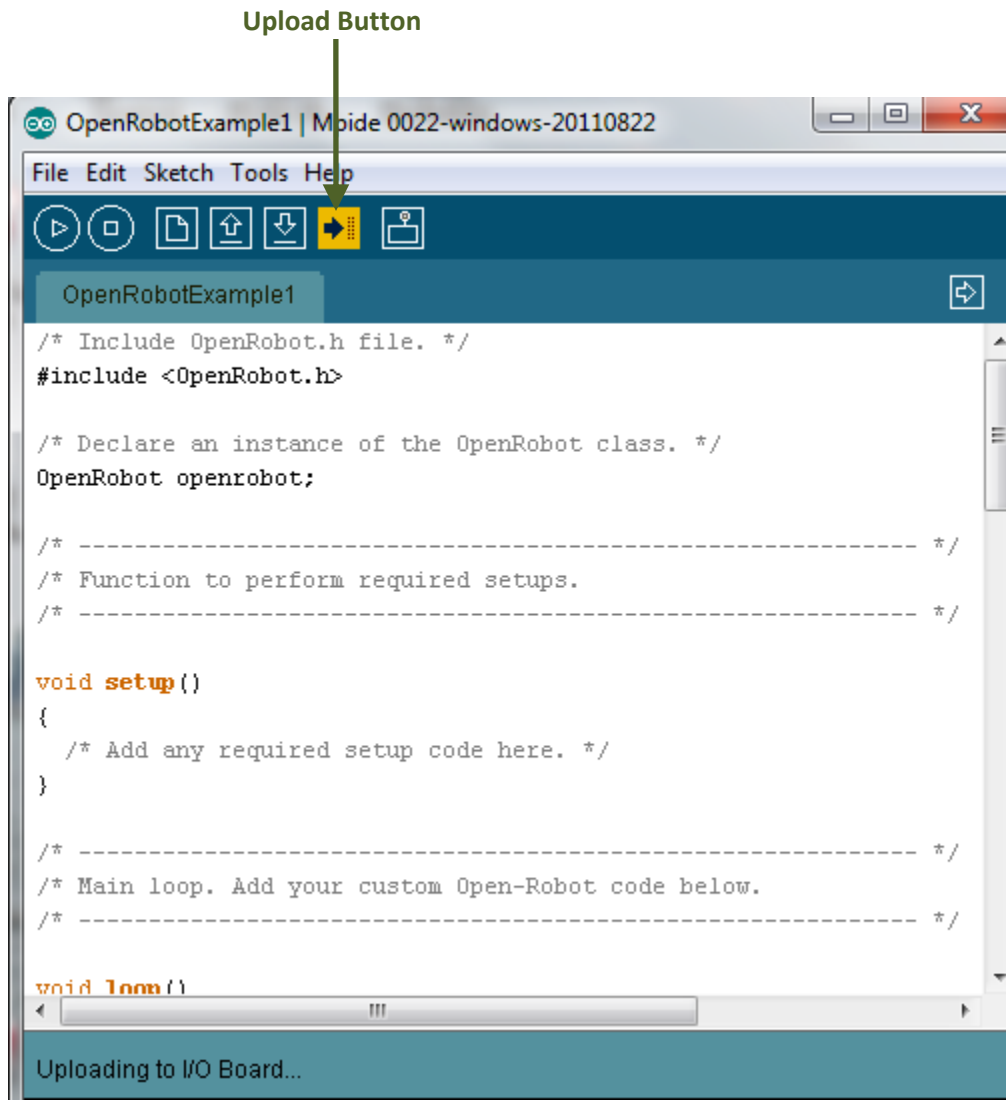 Upload Button
OpenRobotExample1 | Mpide 0022-windows-20110822
File Edit Sketch Tools Help
OpenRobotExample1
/* Include OpenRobot.h file. */
#include <OpenRobot.h>
/* Declare an instance of the OpenRobot class. */
OpenRobot openrobot;
/* ------------------------------------------------------------ */
/* Function to perform required setups.
/* ------------------------------------------------------------ */
void setup()
{
/* Add any required setup code here. */
}
/* ------------------------------------------------------------ */
/* Main loop. Add your custom Open-Robot code below.
/* ------------------------------------------------------------ */
void loop()
Uploading to I/O Board...